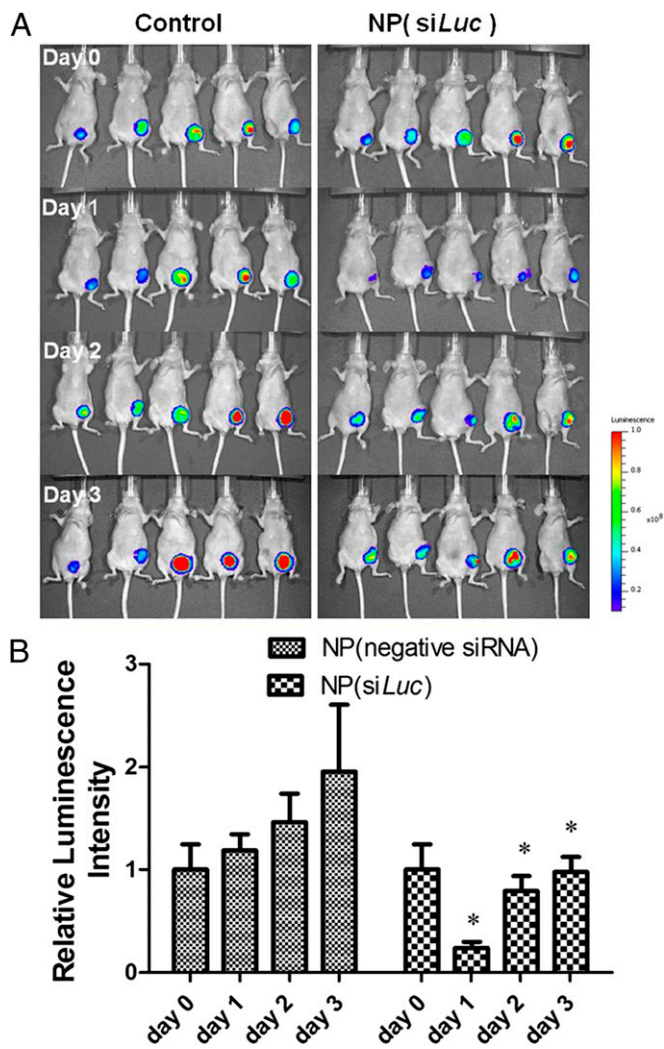 A
Control
NP(siLuc)
Day 0
Day 1
Day 2
Day 3
Luminescence
1.0
0.8
0.6
0.4
0.2
x10⁸
B
NP(negative siRNA)
NP(siLuc)
Relative Luminescence
Intensity
3
2
1
0
*
*
*
day 0
day 1
day 2
day 3
day 0
day 1
day 2
day 3